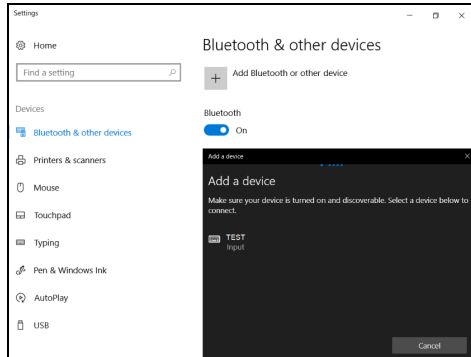 Settings
Home
Find a setting
Devices
Bluetooth & other devices
Printers & scanners
Mouse
Touchpad
Typing
Pen & Windows Ink
AutoPlay
USB
Bluetooth & other devices
Add Bluetooth or other device
Bluetooth
On
Add a device
Add a device
Make sure your device is turned on and discoverable. Select a device below to
connect.
TEST
Input
Cancel